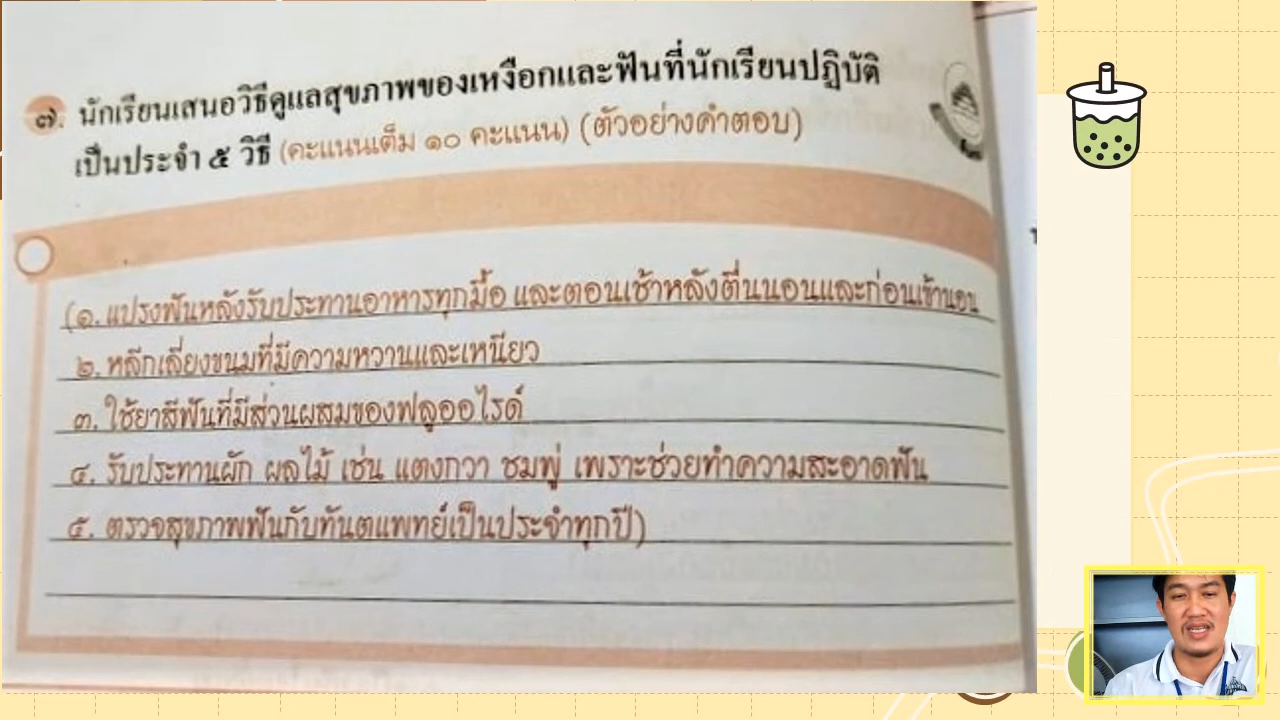 ๗. นักเรียนเสนอวิธีดูแลสุขภาพของเหงือกและฟันที่นักเรียนปฏิบัติ
เป็นประจำ ๕ วิธี (คะแนนเต็ม ๑๐ คะแนน) (ตัวอย่างคำตอบ)
(๑. แปรงฟันหลังรับประทานอาหารทุกมื้อ และตอนเช้าหลังตื่นนอนและก่อนเข้านอน
๒. หลีกเลี่ยงขนมที่มีความหวานและเหนียว
๓. ใช้ยาสีฟันที่มีส่วนผสมของฟลูออไรด์
๔. รับประทานผัก ผลไม้ เช่น แตงกวา ชมพู่ เพราะช่วยทำความสะอาดฟัน
๕. ตรวจสุขภาพฟันกับทันตแพทย์เป็นประจำทุกปี)